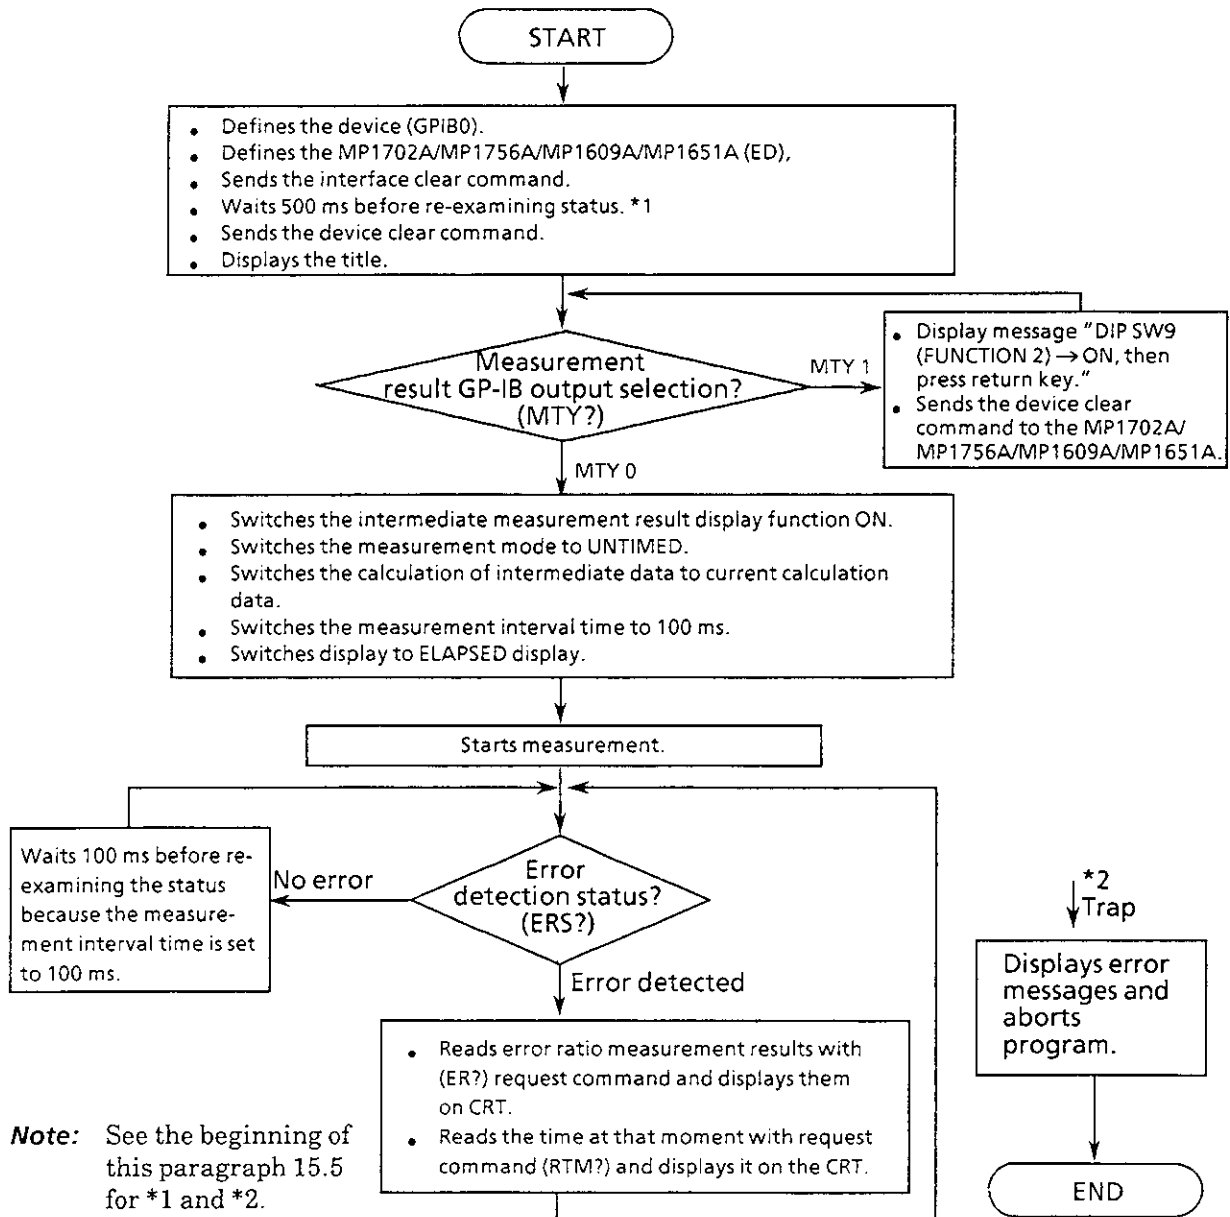 START
• Defines the device (GPiB0).
• Defines the MP1702A/MP1756A/MP1609A/MP1651A (ED),
• Sends the interface clear command.
• Waits 500 ms before re-examining status. *1
• Sends the device clear command.
• Displays the title.
Measurement
result GP-IB output selection?
(MTY?)
MTY 1
• Display message "DIP SW9
(FUNCTION 2) → ON, then
press return key."
• Sends the device clear
command to the MP1702A/
MP1756A/MP1609A/MP1651A.
MTY 0
• Switches the intermediate measurement result display function ON.
• Switches the measurement mode to UNTIMED.
• Switches the calculation of intermediate data to current calculation
data.
• Switches the measurement interval time to 100 ms.
• Switches display to ELAPSED display.
Starts measurement.
Error
detection status?
(ERS?)
No error
Waits 100 ms before re-
examining the status
because the measure-
ment interval time is set
to 100 ms.
Error detected
• Reads error ratio measurement results with
(ER?) request command and displays them
on CRT.
• Reads the time at that moment with request
command (RTM?) and displays it on the CRT.
*2
Trap
Displays error
messages and
aborts
program.
END
Note: See the beginning of
this paragraph 15.5
for *1 and *2.